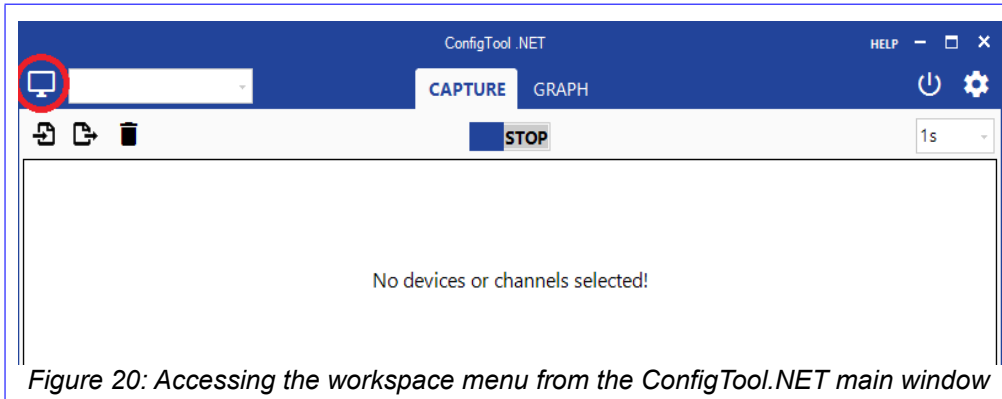 ConfigTool .NET
HELP
CAPTURE GRAPH
STOP
1s
No devices or channels selected!
Figure 20: Accessing the workspace menu from the ConfigTool.NET main window